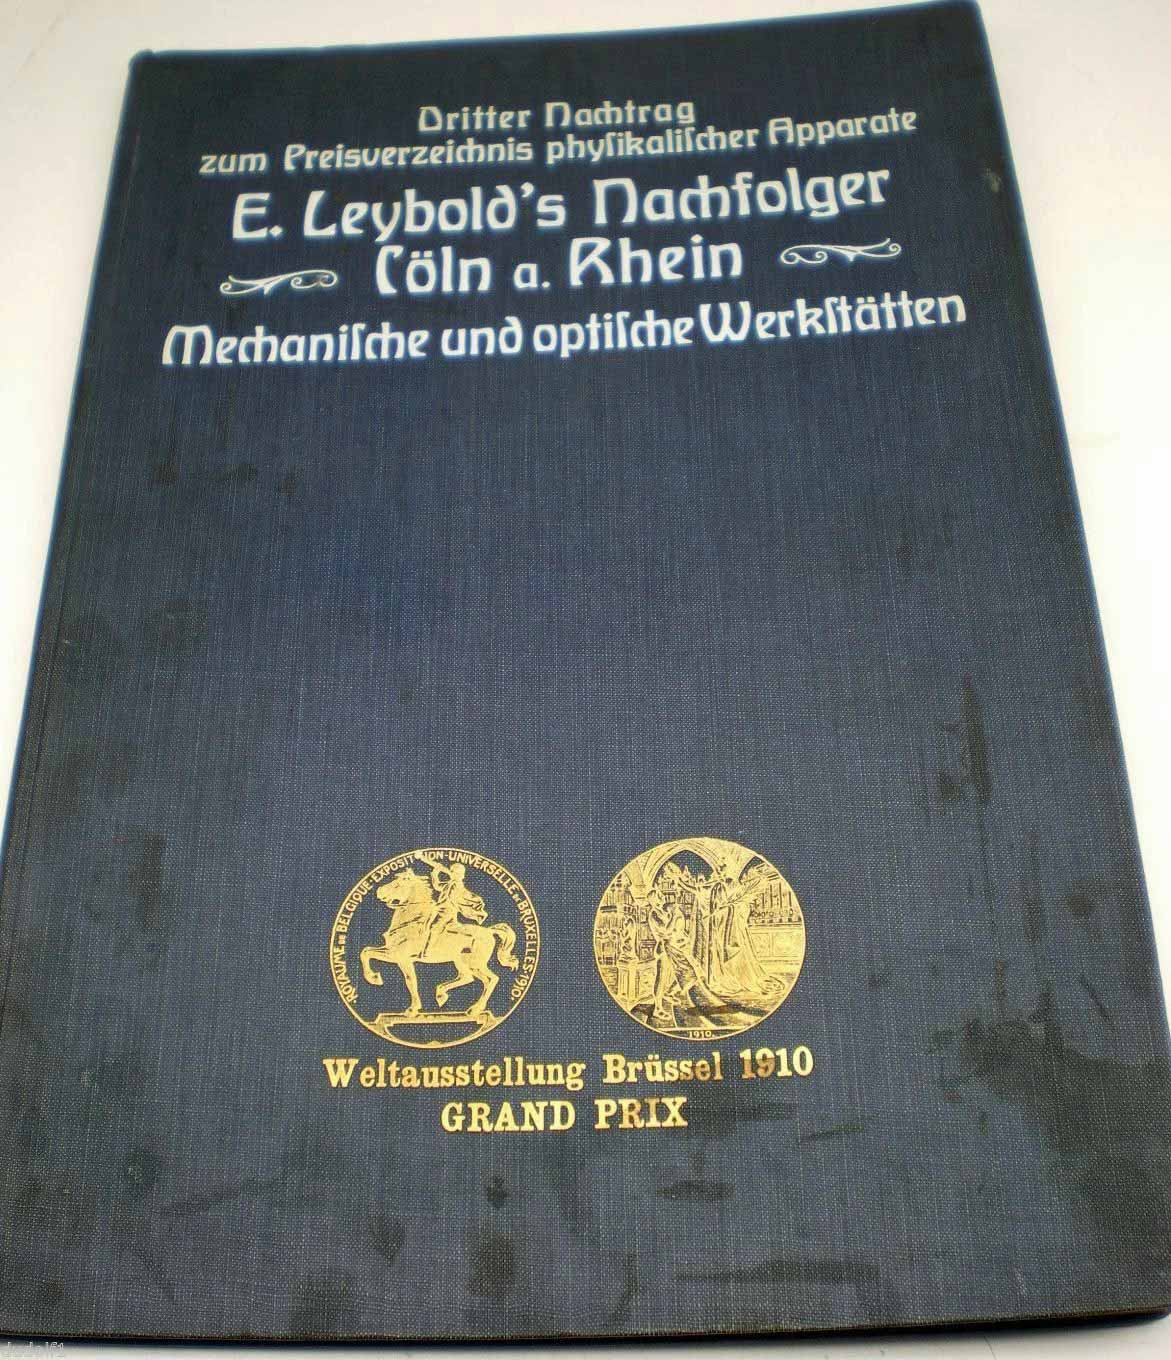 Dritter Nachtrag
zum Preisverzeichnis phyſikaliſcher Apparate
E. Leybold's Nachfolger
Cöln a. Rhein
Mechaniſche und optiſche Werkſtätten
·ROYAUME DE BELGIQUE·EXPOSITION·UNIVERSELLE DE BRUXELLES·1910·
·1910·
Weltausstellung Brüssel 1910
GRAND PRIX